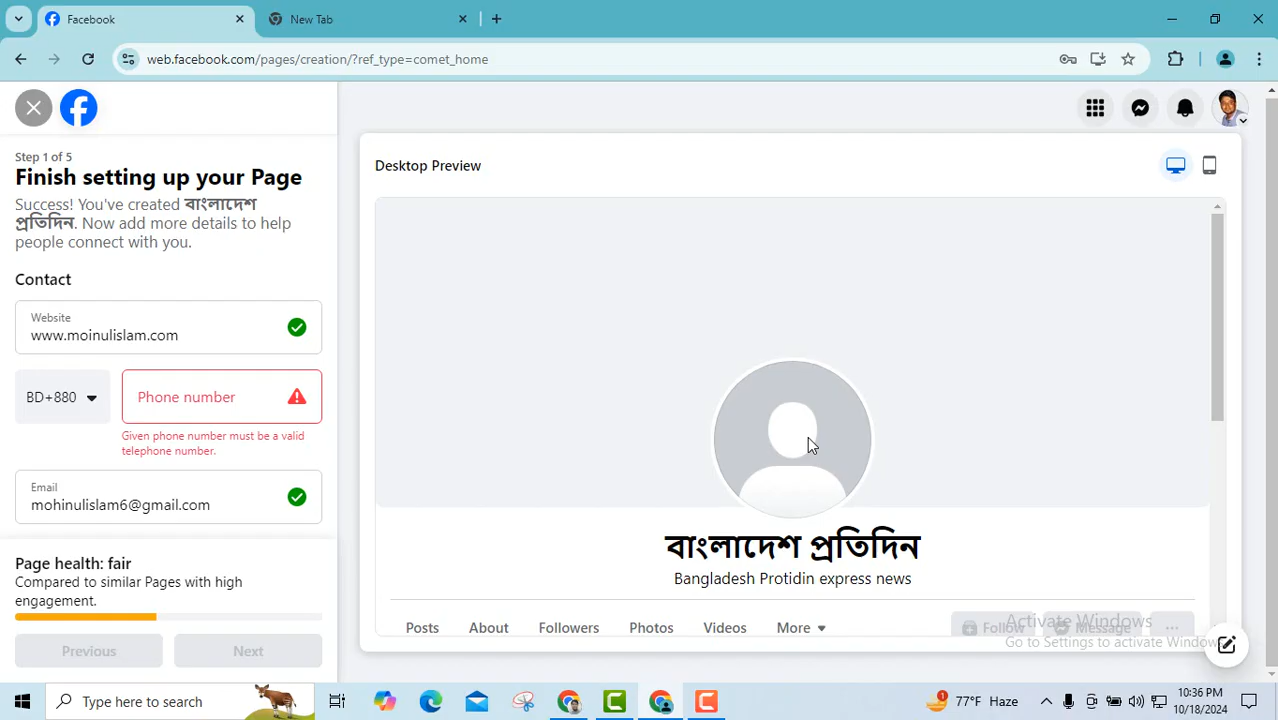 Facebook
New Tab
web.facebook.com/pages/creation/?ref_type=comet_home
Step 1 of 5
Finish setting up your Page
Success! You've created বাংলাদেশ
প্রতিদিন. Now add more details to help
people connect with you.
Contact
Website
www.moinulislam.com
BD+880
Phone number
Given phone number must be a valid
telephone number.
Email
mohinulislam6@gmail.com
Page health: fair
Compared to similar Pages with high
engagement.
Previous
Next
Desktop Preview
বাংলাদেশ প্রতিদিন
Bangladesh Protidin express news
Posts
About
Followers
Photos
Videos
More
Follow
Message
Activate Windows
Go to Settings to activate Windows.
Type here to search
1
77°F Haze
10:36 PM
10/18/2024